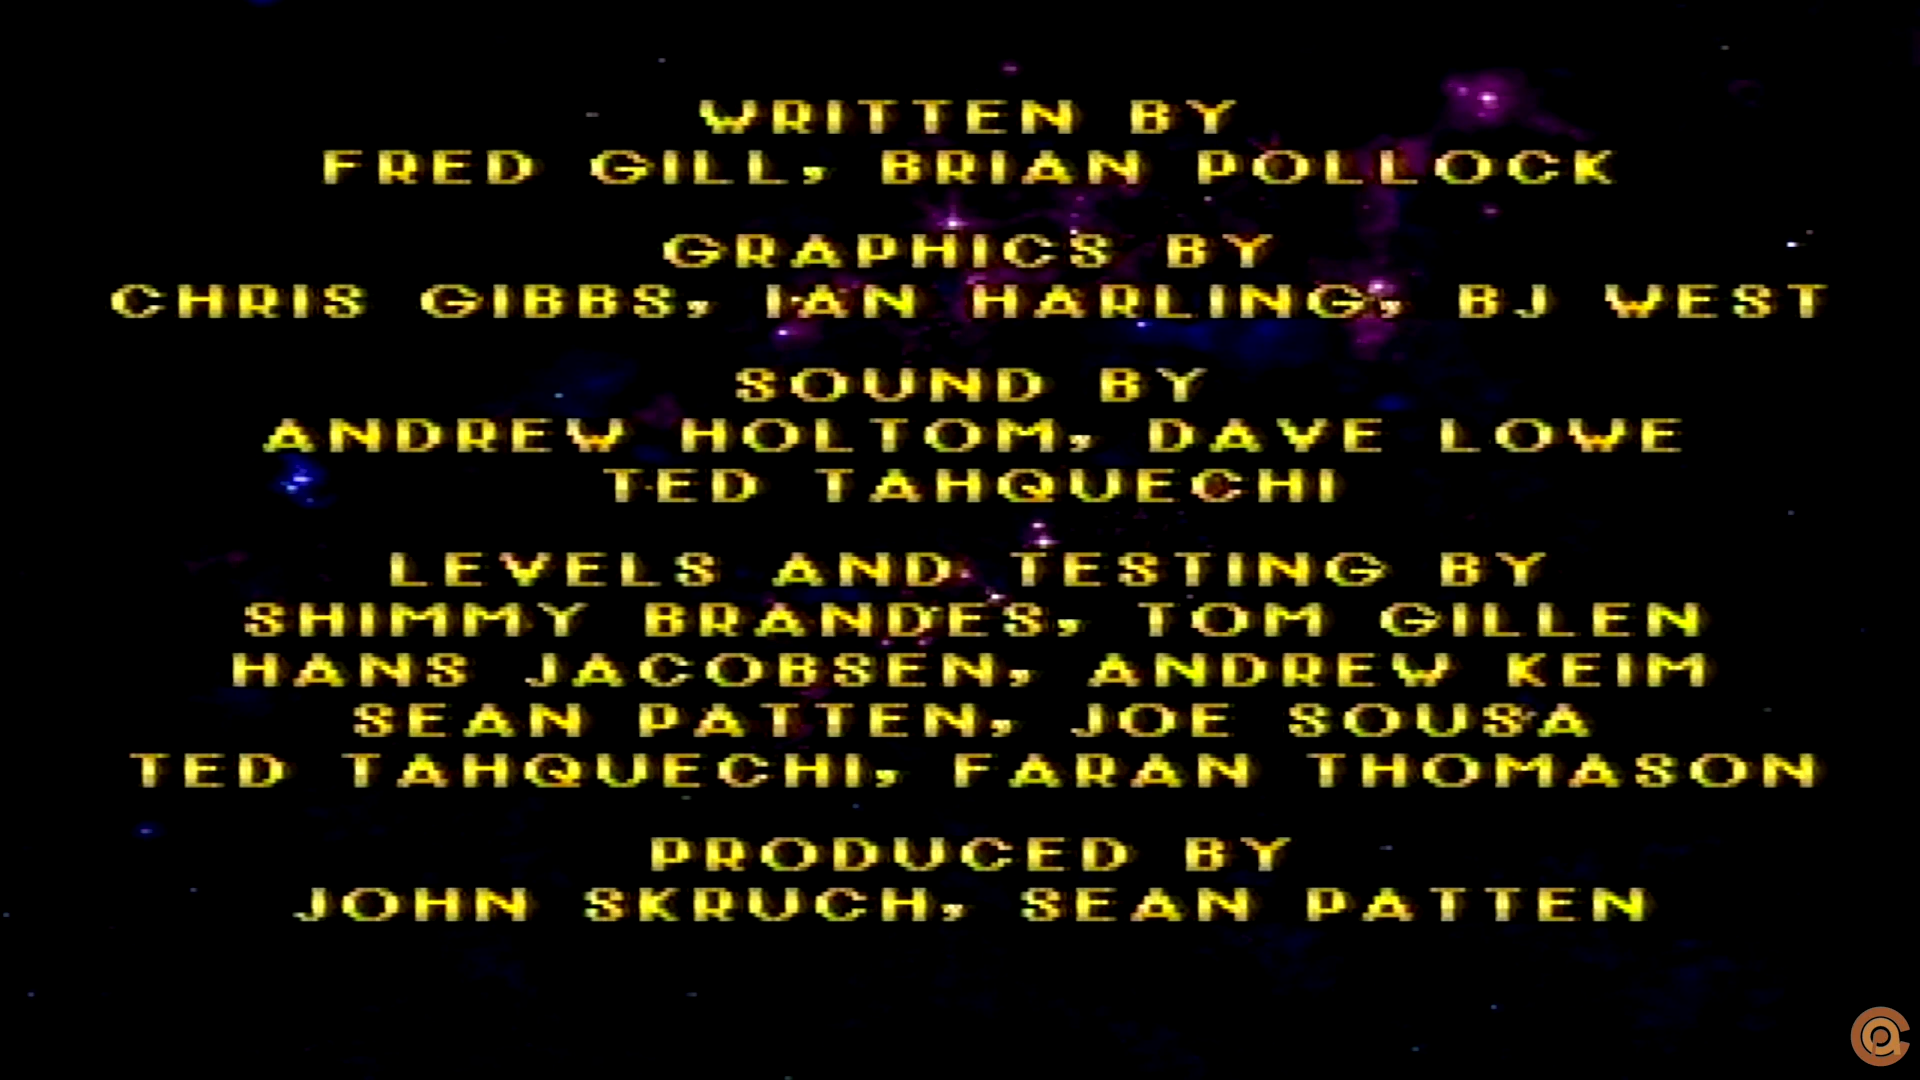 WRITTEN BY
FRED GILL, BRIAN POLLOCK
GRAPHICS BY
CHRIS GIBBS, IAN HARLING, BJ WEST
SOUND BY
ANDREW HOLTOM, DAVE LOWE
TED TAHQUECHI
LEVELS AND TESTING BY
SHIMMY BRANDES, TOM GILLEN
HANS JACOBSEN, ANDREW KEIM
SEAN PATTEN, JOE SOUSA
TED TAHQUECHI, FARAN THOMASON
PRODUCED BY
JOHN SKRUCH, SEAN PATTEN